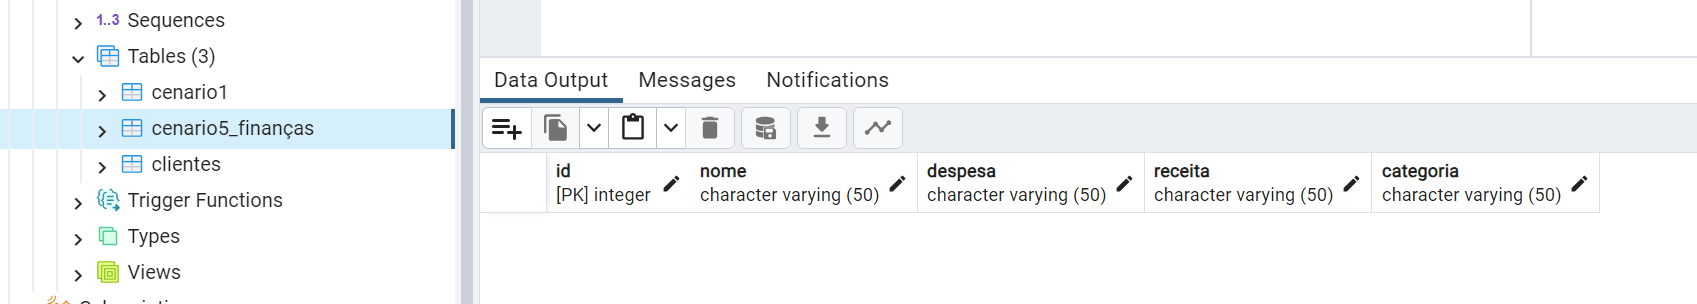 1..3 Sequences
Tables (3)
cenario1
cenario5_finanças
clientes
Trigger Functions
Types
Views
Data Output Messages Notifications
id nome despesa receita categoria
[PK] integer character varying (50) character varying (50) character varying (50) character varying (50)